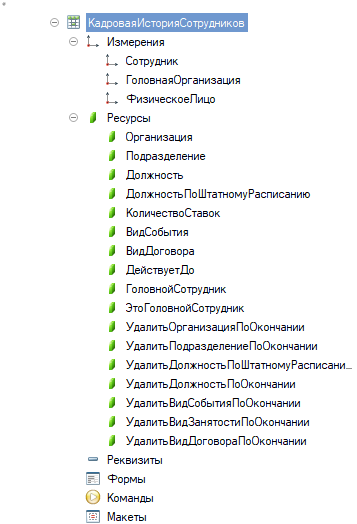 КадроваяИсторияСотрудников
Измерения
Сотрудник
ГоловнаяОрганизация
ФизическоеЛицо
Ресурсы
Организация
Подразделение
Должность
ДолжностьПоШтатномуРасписанию
КоличествоСтавок
ВидСобытия
ВидДоговора
ДействуетДо
ГоловнойСотрудник
ЭтоГоловнойСотрудник
УдалитьОрганизацияПоОкончании
УдалитьПодразделениеПоОкончании
УдалитьДолжностьПоШтатномуРасписани...
УдалитьДолжностьПоОкончании
УдалитьВидСобытияПоОкончании
УдалитьВидЗанятостиПоОкончании
УдалитьВидДоговораПоОкончании
Реквизиты
Формы
Команды
Макеты